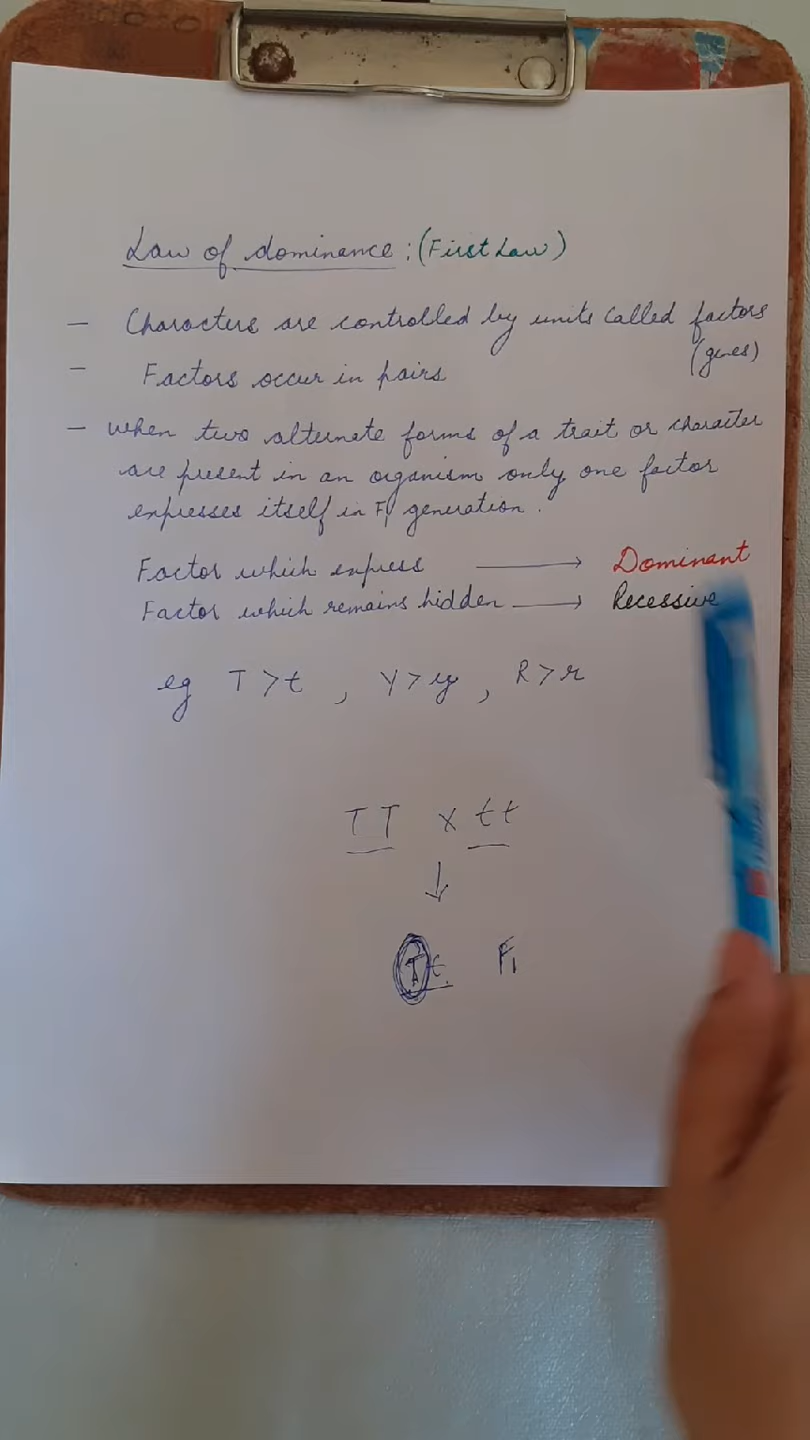 Law of dominance : (First Law)
- Characters are controlled by units called factors
(genes)
- Factors occur in pairs
- when two alternate forms of a trait or character
are present in an organism only one factor
expresses itself in F1 generation.
Factor which express → Dominant
Factor which remains hidden → Recessive
eg T > t , Y > y , R > r
TT x tt
↓
Tt F1